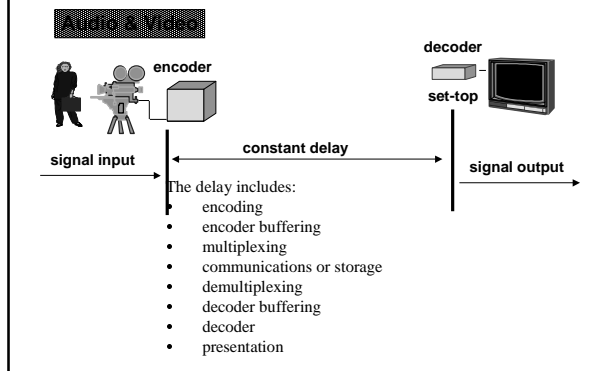 Audio & Video
decoder
encoder
set-top
constant delay
signal input
signal output
The delay includes:
• encoding
• encoder buffering
• multiplexing
• communications or storage
• demultiplexing
• decoder buffering
• decoder
• presentation